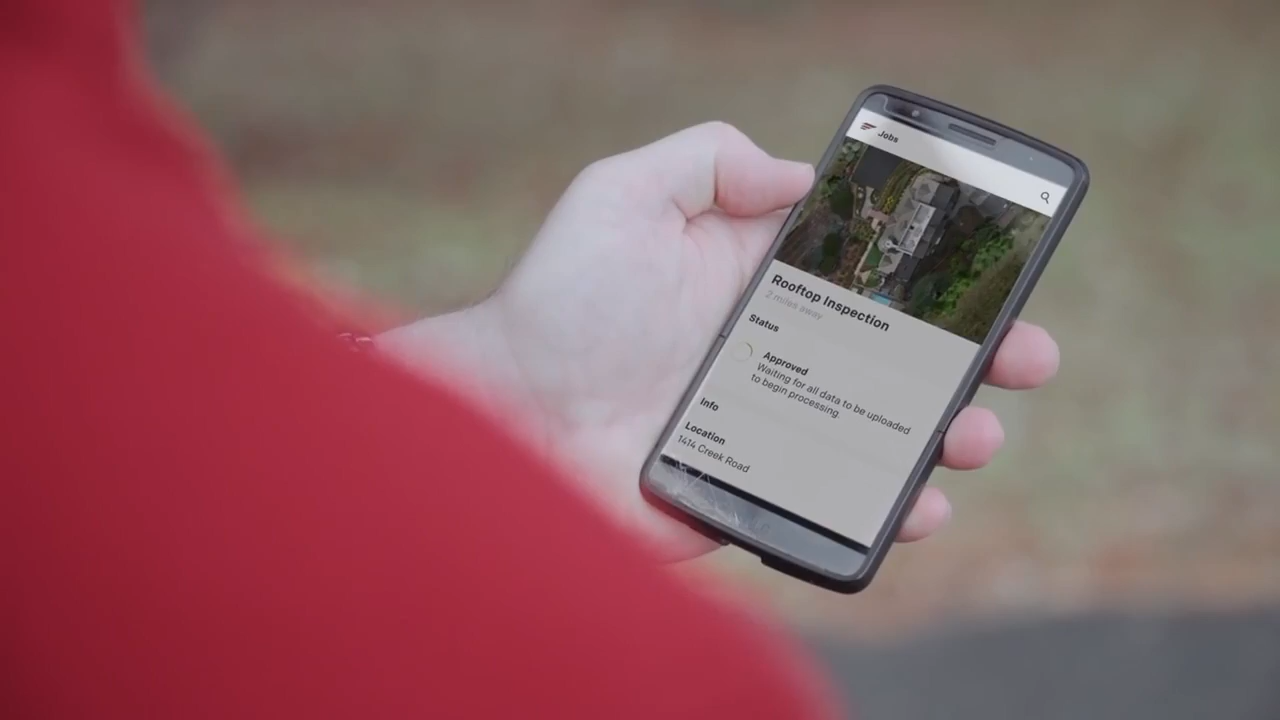 Jobs
Rooftop Inspection
2 miles away
Status
Approved
Waiting for all data to be uploaded
to begin processing.
Info
Location
1414 Creek Road